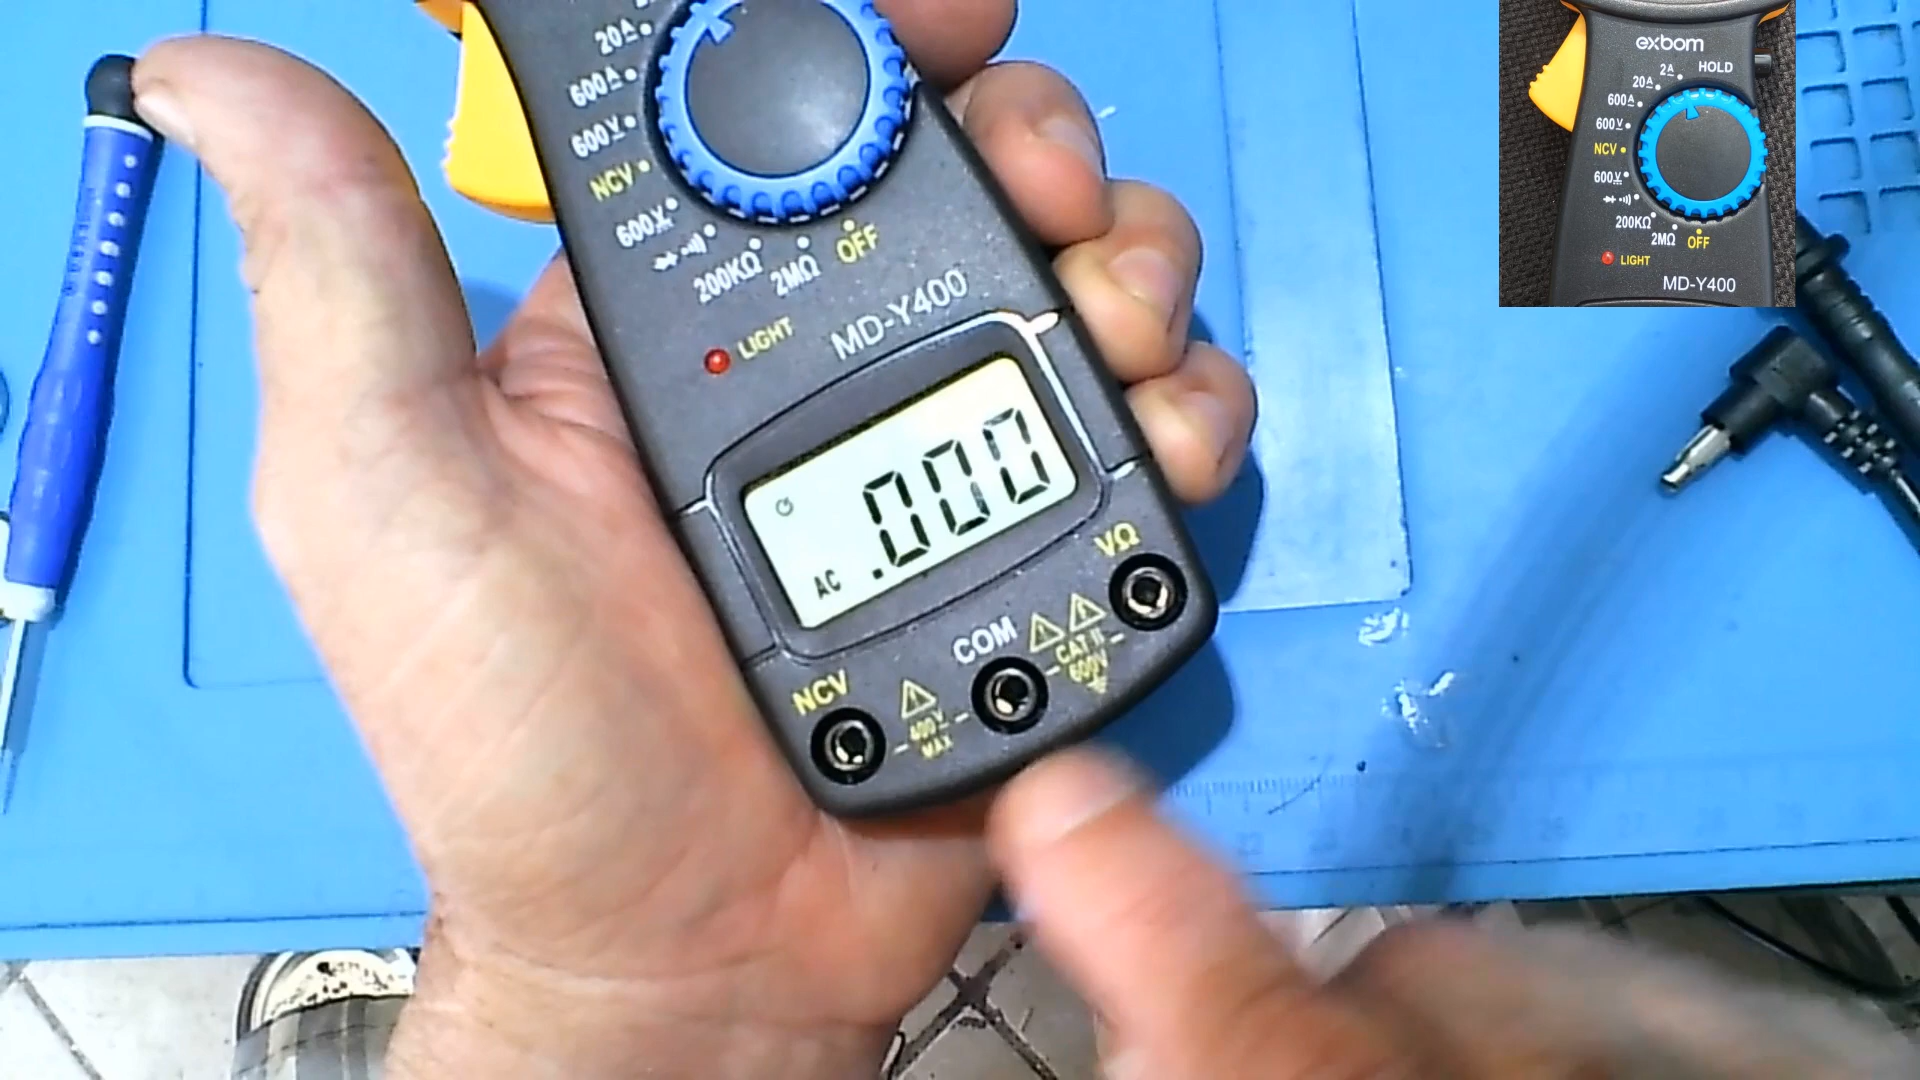 20A
600A
600V
NCV
600V
200KΩ
2MΩ
OFF
LIGHT
MD-Y400
.000
AC
VΩ
COM
CAT II
600V
NCV
400V
MAX
exbom
HOLD
2A
20A
600A
600V
NCV
600V
200KΩ
2MΩ
OFF
LIGHT
MD-Y400